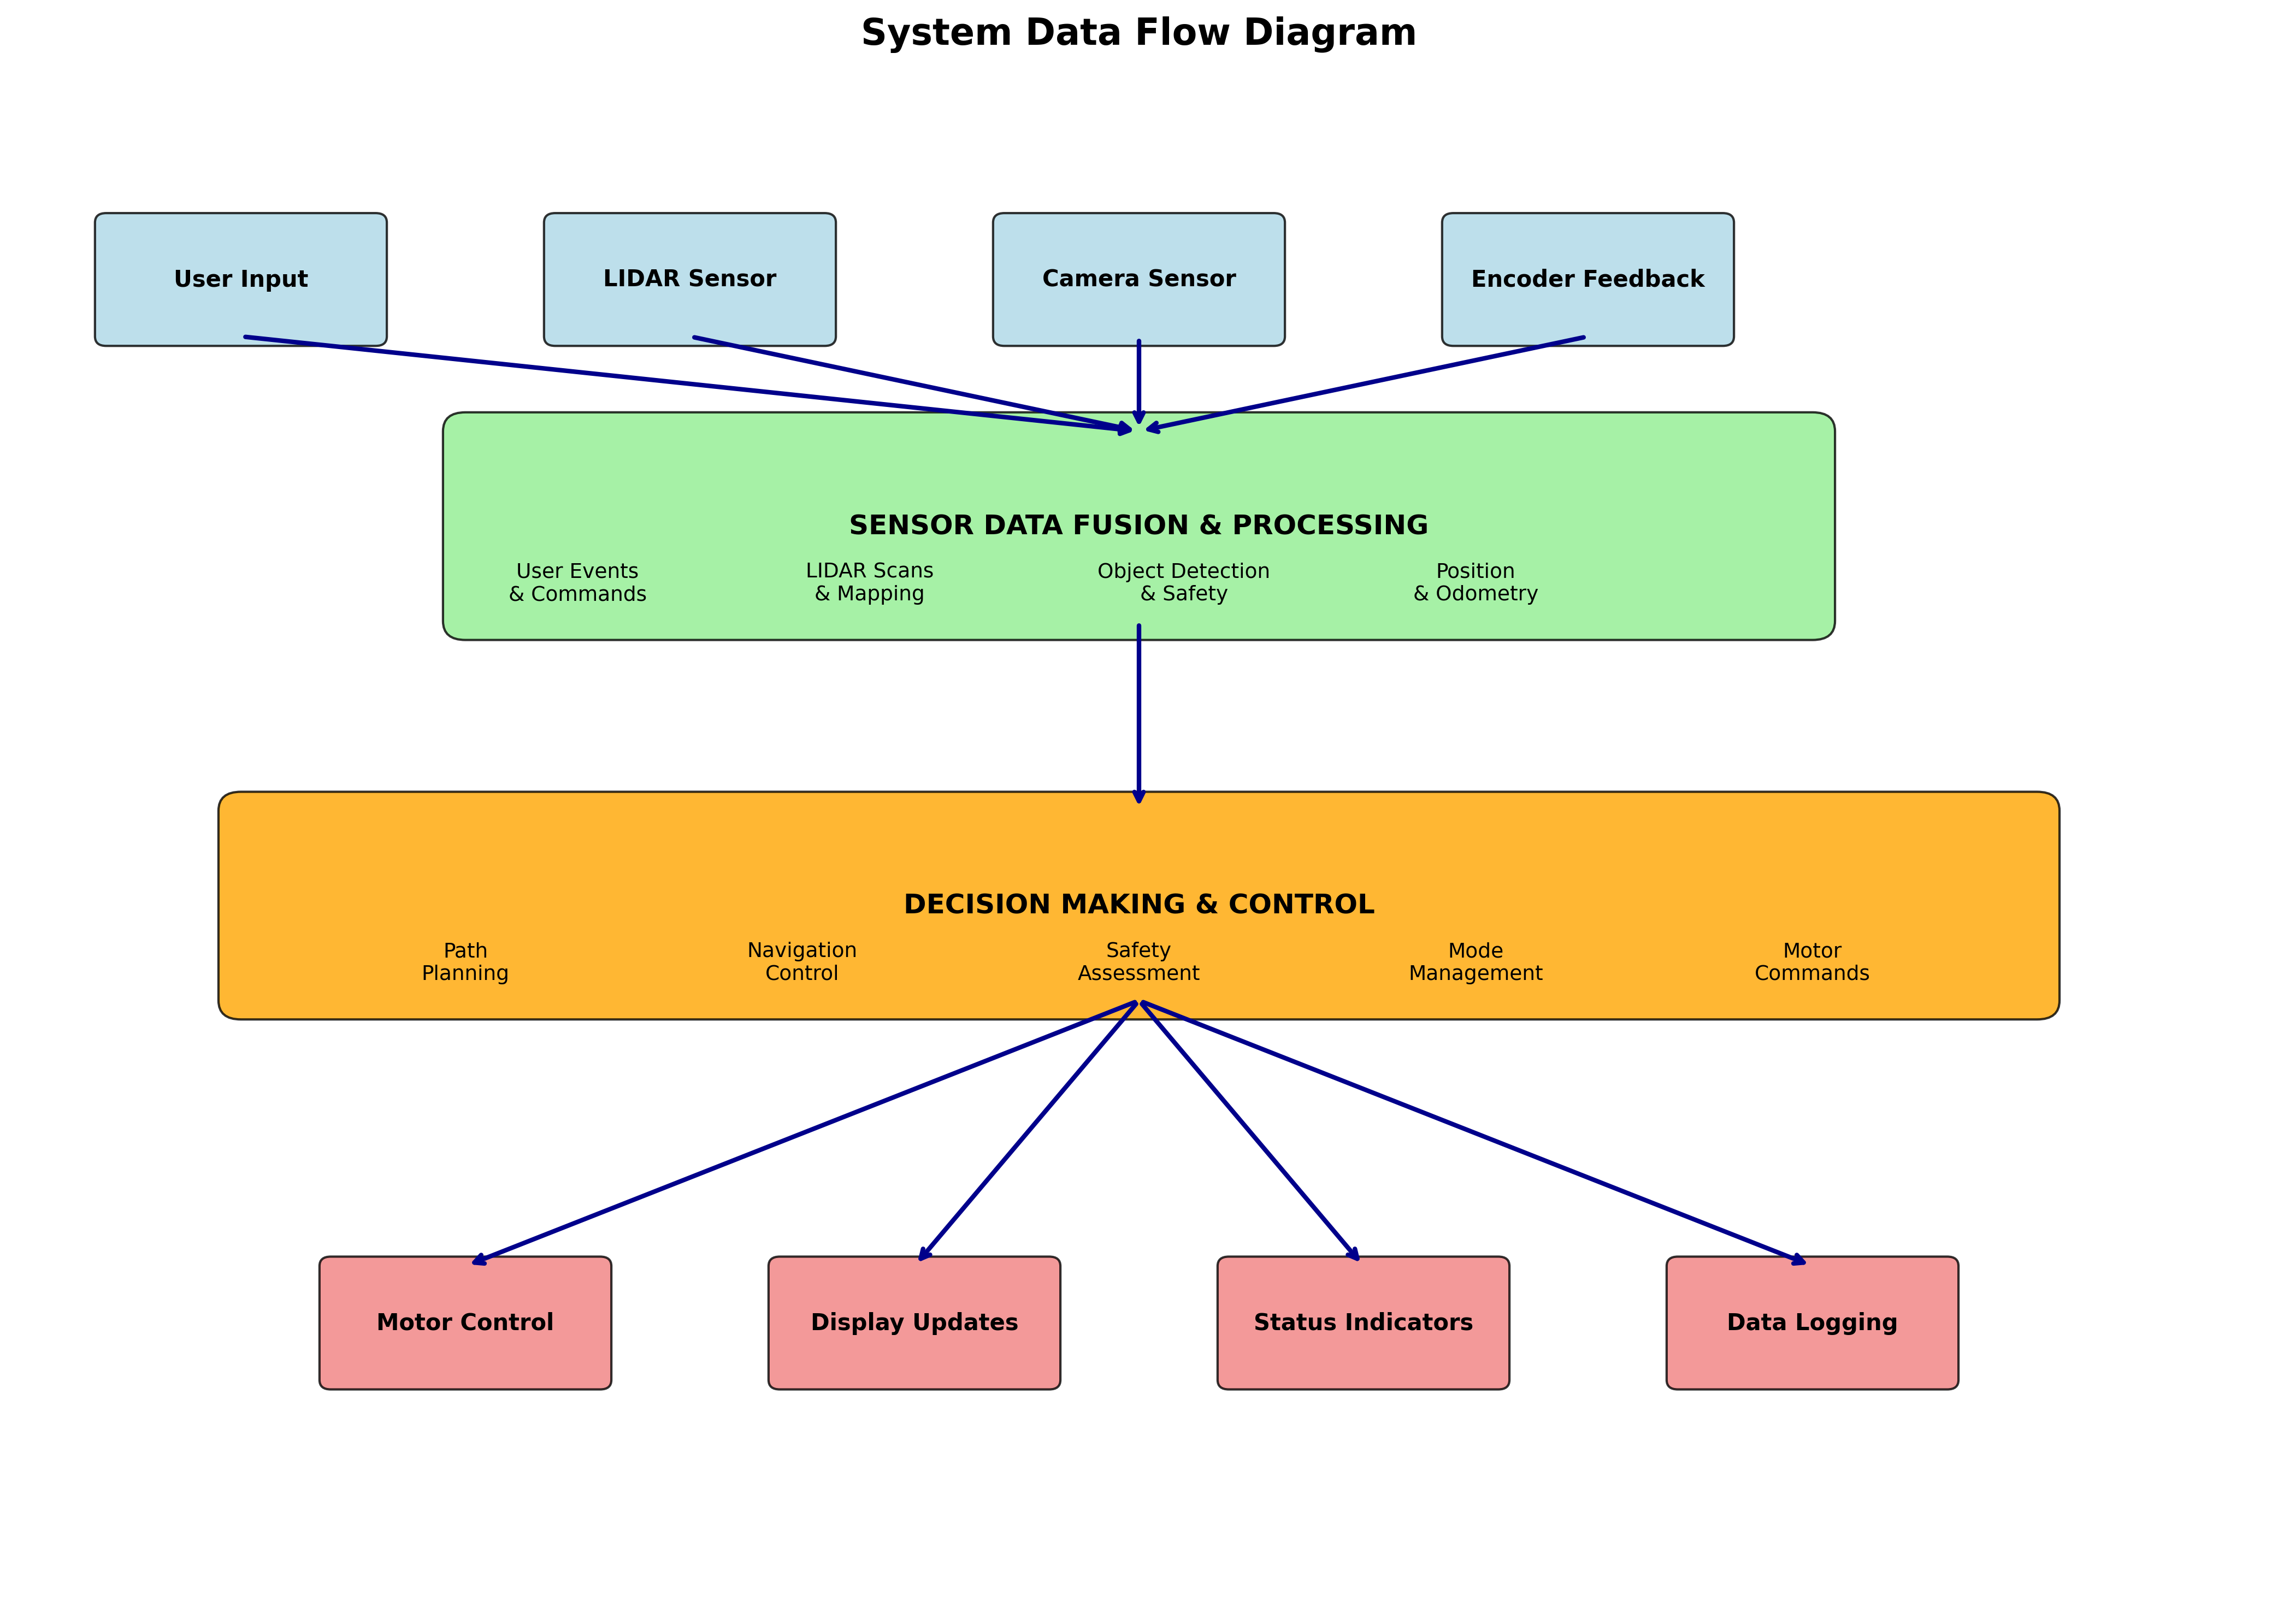 System Data Flow Diagram
User Input
LIDAR Sensor
Camera Sensor
Encoder Feedback
SENSOR DATA FUSION & PROCESSING
User Events
& Commands
LIDAR Scans
& Mapping
Object Detection
& Safety
Position
& Odometry
DECISION MAKING & CONTROL
Path
Planning
Navigation
Control
Safety
Assessment
Mode
Management
Motor
Commands
Motor Control
Display Updates
Status Indicators
Data Logging